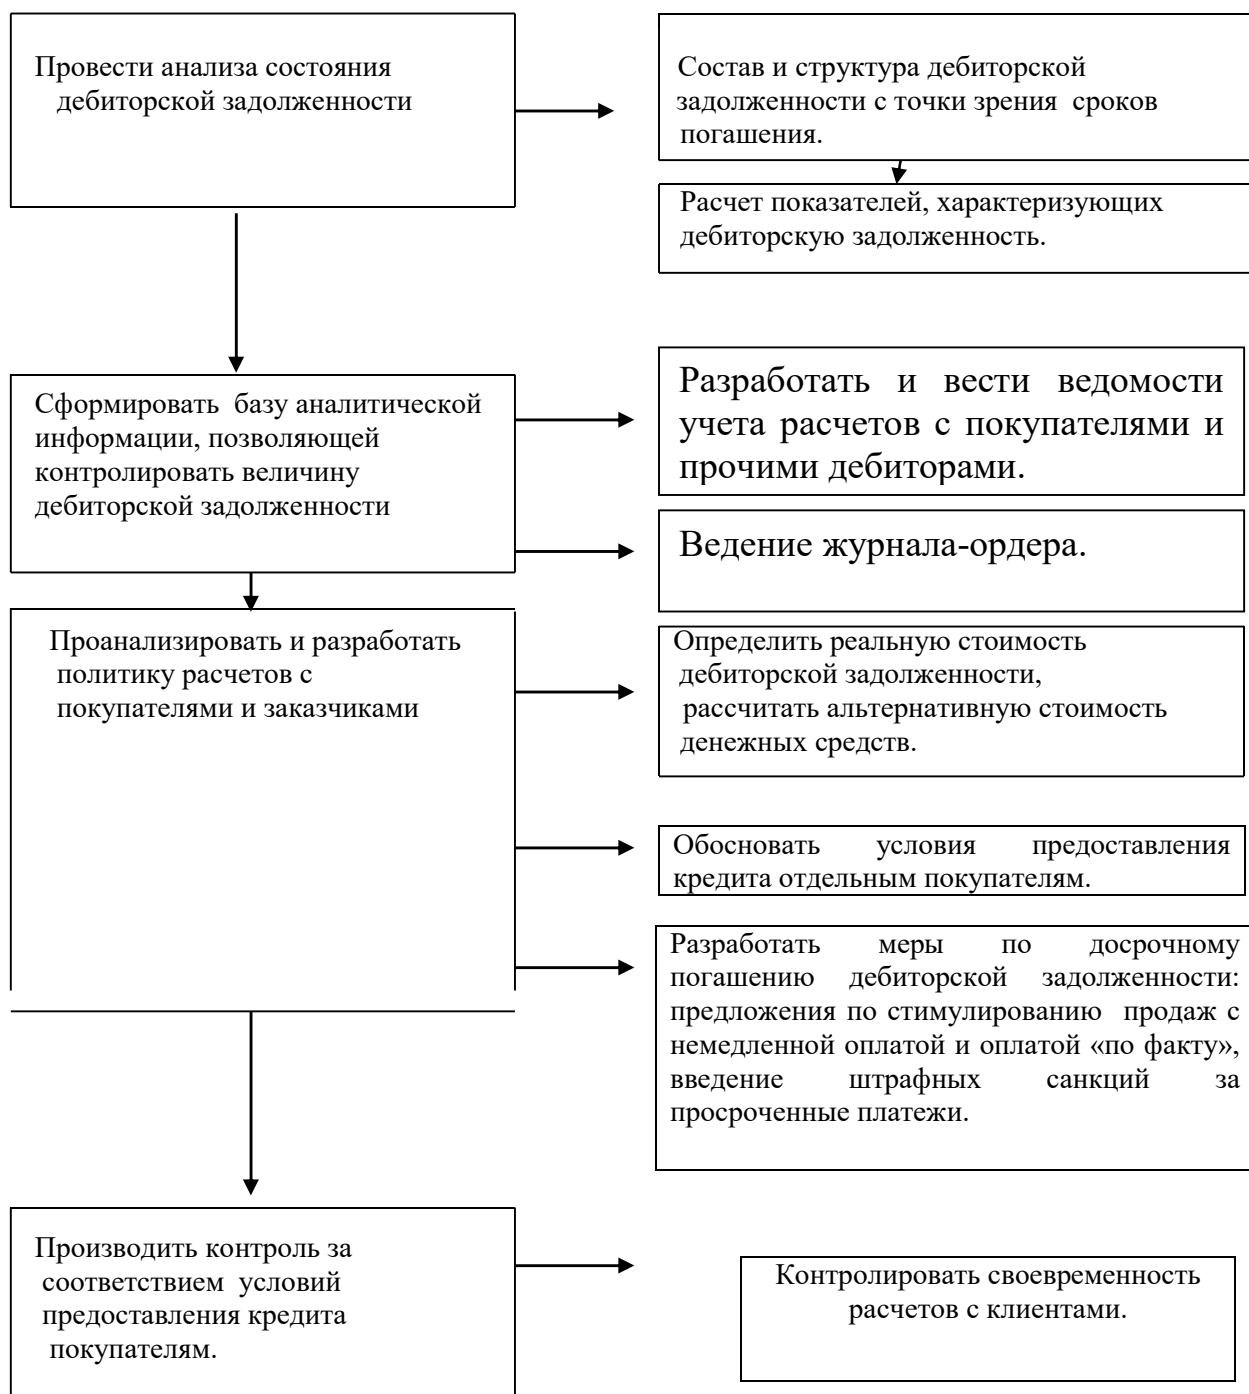 Провести анализа состояния
дебиторской задолженности
Состав и структура дебиторской
задолженности с точки зрения сроков
погашения.
Расчет показателей, характеризующих
дебиторскую задолженность.
Сформировать базу аналитической
информации, позволяющей
контролировать величину
дебиторской задолженности
Разработать и вести ведомости
учета расчетов с покупателями и
прочими дебиторами.
Ведение журнала-ордера.
Проанализировать и разработать
политику расчетов с
покупателями и заказчиками
Определить реальную стоимость
дебиторской задолженности,
рассчитать альтернативную стоимость
денежных средств.
Обосновать условия предоставления
кредита отдельным покупателям.
Разработать меры по досрочному
погашению дебиторской задолженности:
предложения по стимулированию продаж с
немедленной оплатой и оплатой «по факту»,
введение штрафных санкций за
просроченные платежи.
Производить контроль за
соответствием условий
предоставления кредита
покупателям.
Контролировать своевременность
расчетов с клиентами.